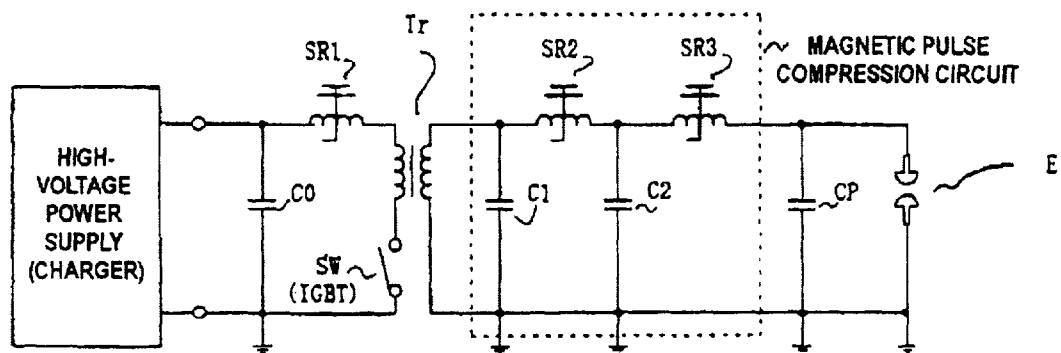 Tr
SR1
SR2
SR3
MAGNETIC PULSE
COMPRESSION CIRCUIT
HIGH-
VOLTAGE
POWER
SUPPLY
(CHARGER)
C0
C1
C2
CP
E
SW
(IGBT)